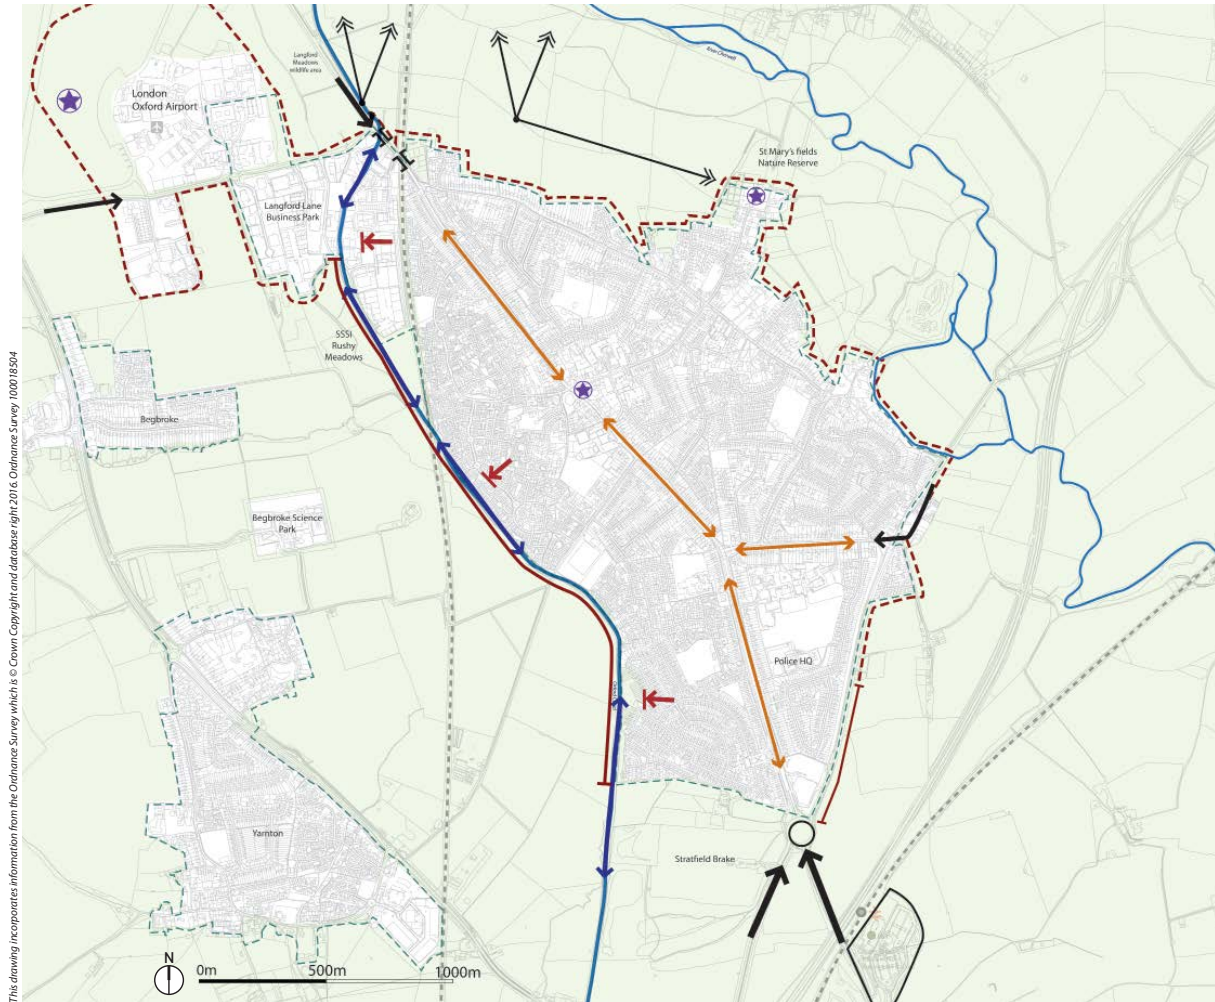 Langford
Meadows
wildlife area
River Cherwell
London
Oxford Airport
St Mary's fields
Nature Reserve
Langford Lane
Business Park
SSSI
Rushy
Meadows
Begbroke
Begbroke Science
Park
Police HQ
Yarnton
Stratfield Brake
N
0m
500m
1000m
This drawing incorporates information from the Ordnance Survey which is © Crown Copyright and database right 2016. Ordnance Survey 100018504